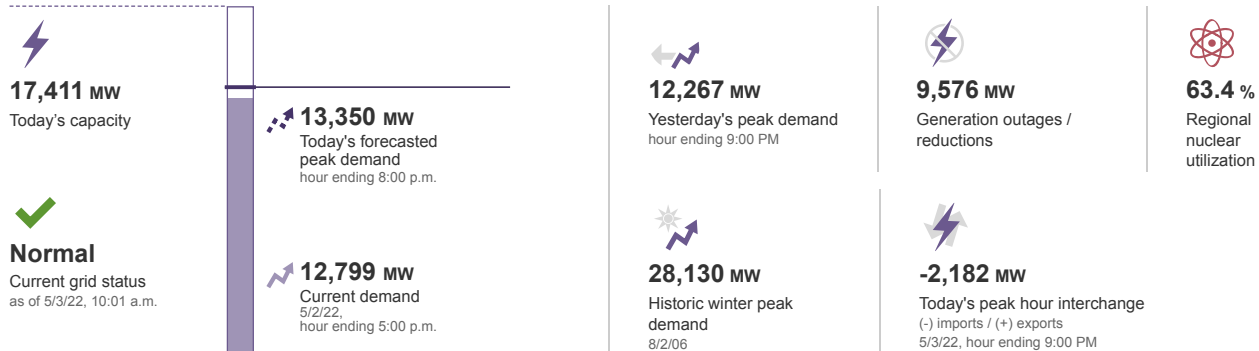 17,411 MW
Today's capacity
Normal
Current grid status
as of 5/3/22, 10:01 a.m.
13,350 MW
Today's forecasted
peak demand
hour ending 8:00 p.m.
12,799 MW
Current demand
5/2/22,
hour ending 5:00 p.m.
12,267 MW
Yesterday's peak demand
hour ending 9:00 PM
9,576 MW
Generation outages /
reductions
63.4 %
Regional
nuclear
utilization
28,130 MW
Historic winter peak
demand
8/2/06
-2,182 MW
Today's peak hour interchange
(-) imports / (+) exports
5/3/22, hour ending 9:00 PM